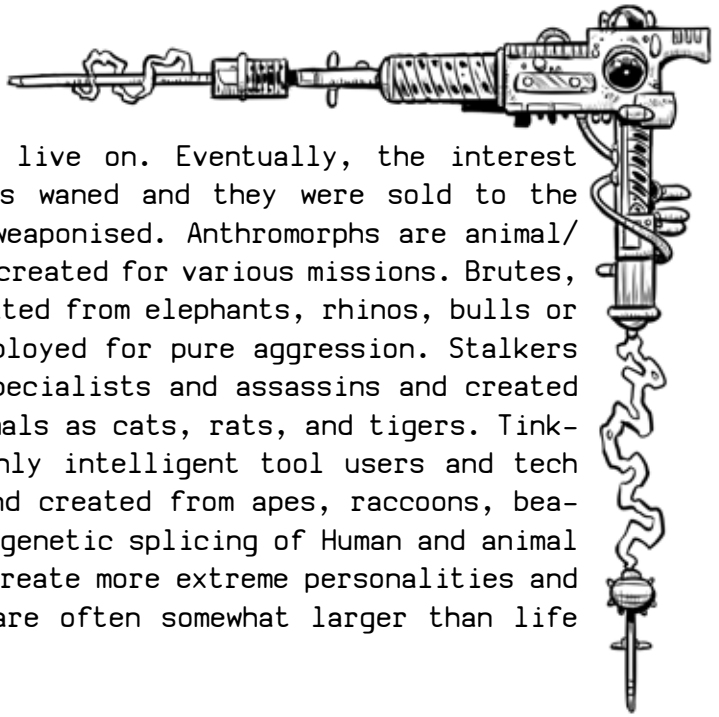 live on. Eventually, the interest
s waned and they were sold to the
weaponised. Anthromorphs are animal/
created for various missions. Brutes,
ted from elephants, rhinos, bulls or
ployed for pure aggression. Stalkers
pecialists and assassins and created
als as cats, rats, and tigers. Tink-
ly intelligent tool users and tech
d created from apes, raccoons, bea-
genetic splicing of Human and animal
reate more extreme personalities and
are often somewhat larger than life